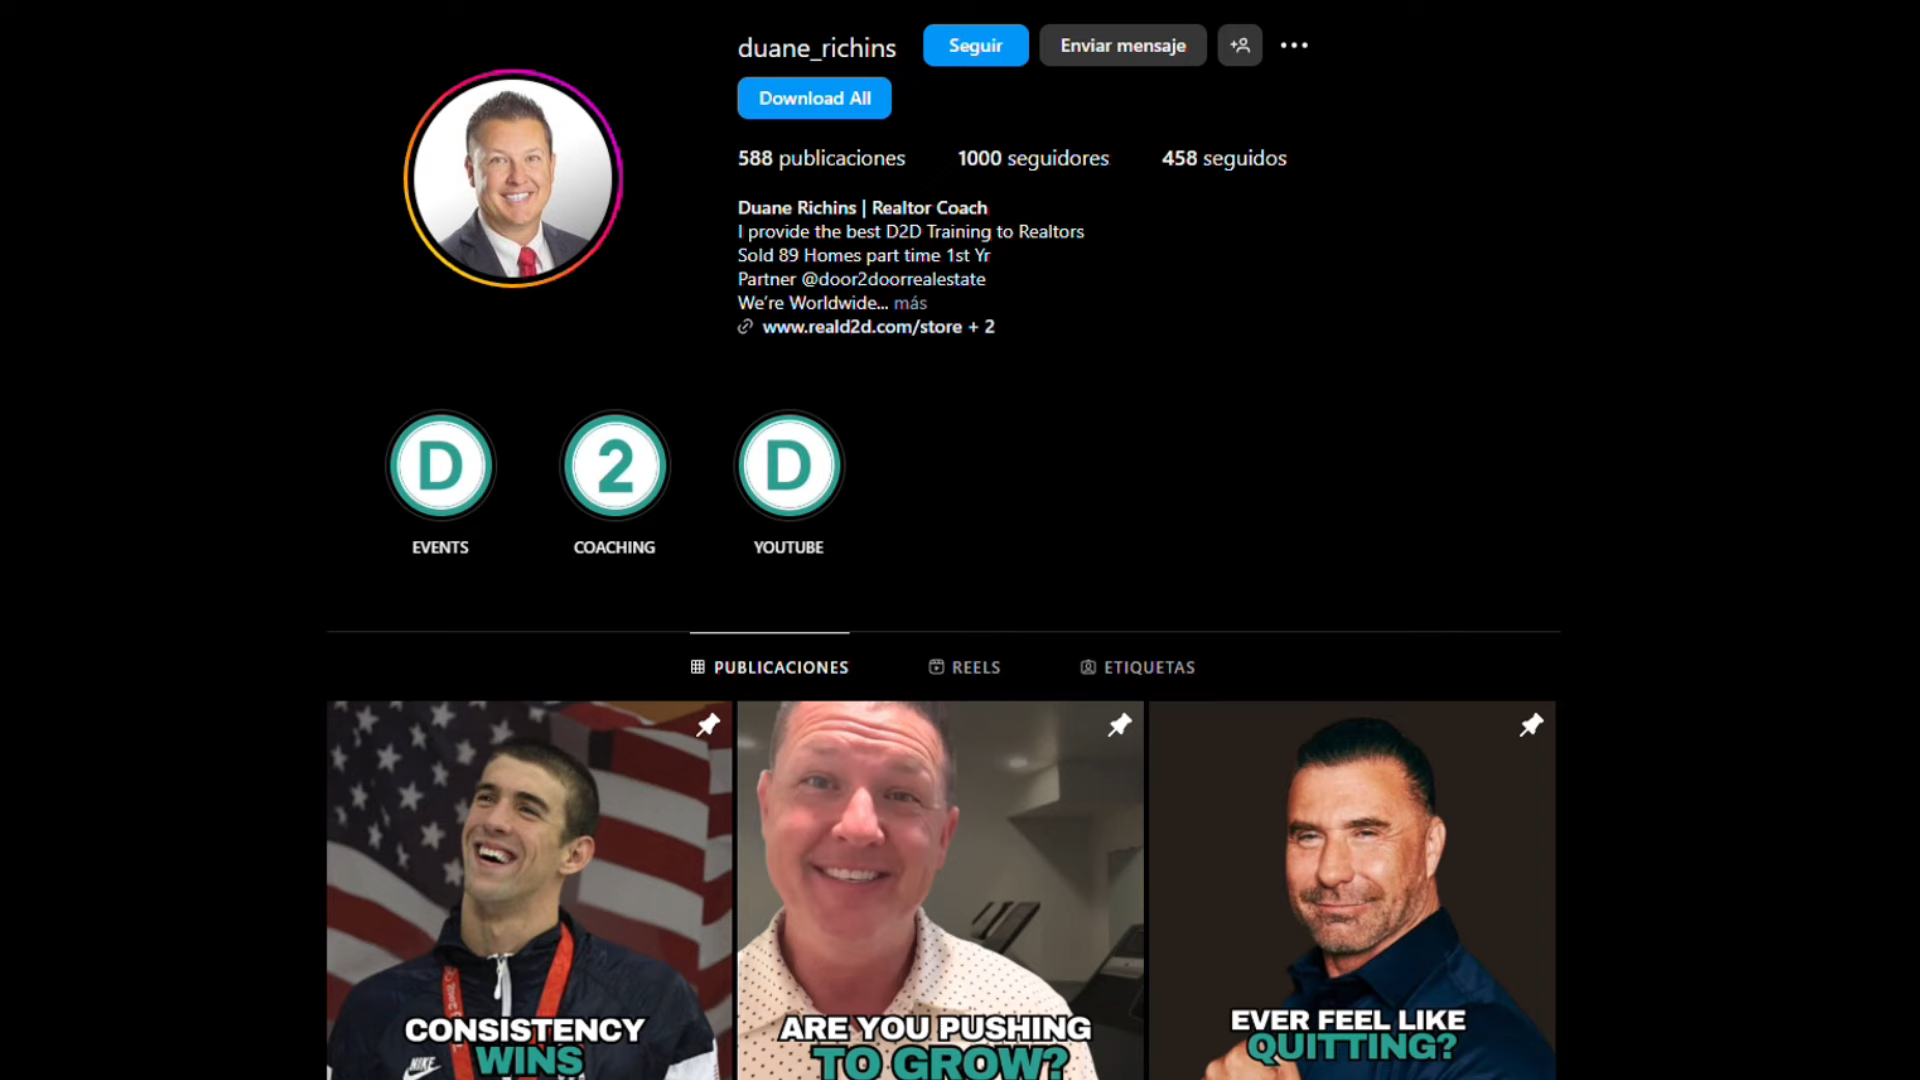 duane_richins
Seguir
Enviar mensaje
Download All
588 publicaciones
1000 seguidores
458 seguidos
Duane Richins | Realtor Coach
I provide the best D2D Training to Realtors
Sold 89 Homes part time 1st Yr
Partner @door2doorrealestate
We're Worldwide... más
www.reald2d.com/store + 2
D
2
D
EVENTS
COACHING
YOUTUBE
PUBLICACIONES
REELS
ETIQUETAS
CONSISTENCY
WINS
NIKE
ARE YOU PUSHING
TO GROW?
EVER FEEL LIKE
QUITTING?